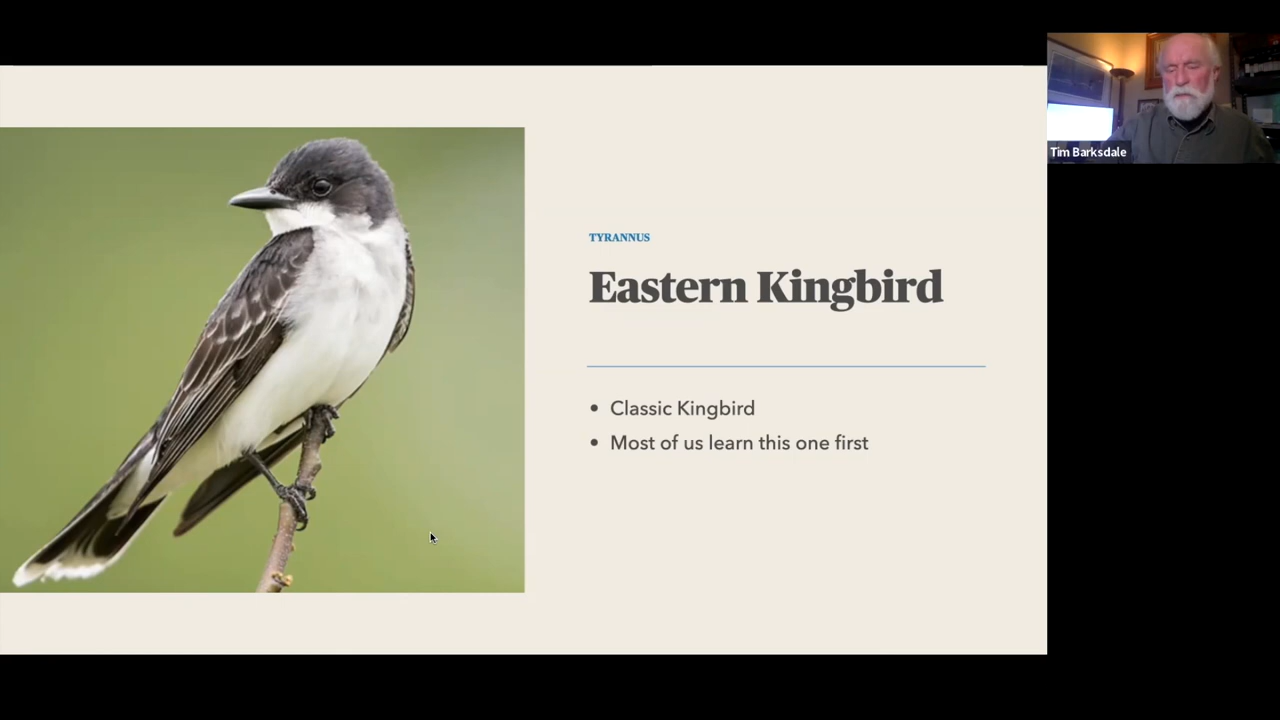 Tim Barksdale
TYRANNUS
Eastern Kingbird
• Classic Kingbird
• Most of us learn this one first